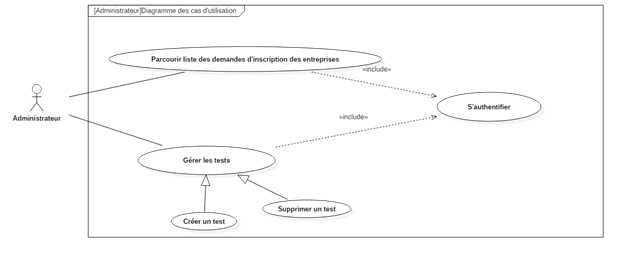 [Administrateur]Diagramme des cas d'utilisation
Parcourir liste des demandes d'inscription des entreprises
«include»
S'authentifier
Administrateur
«include»
Gérer les tests
Supprimer un test
Créer un test